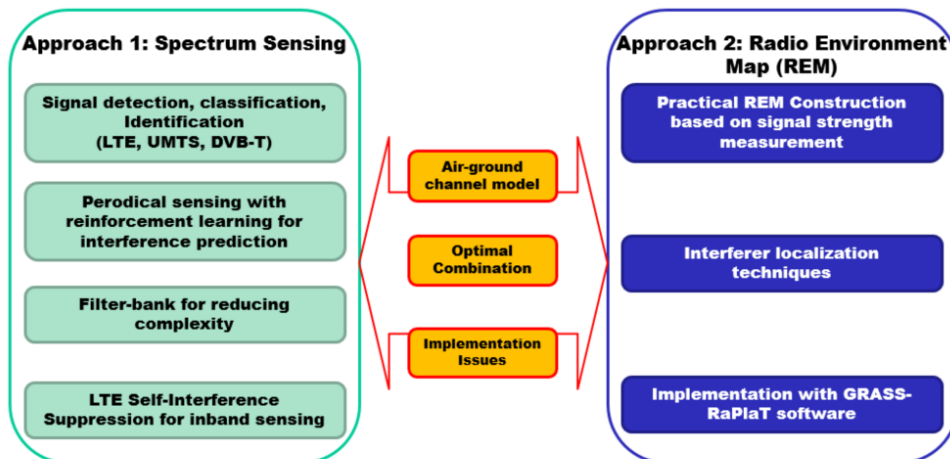 Approach 1: Spectrum Sensing
Signal detection, classification,
Identification
(LTE, UMTS, DVB-T)
Perodical sensing with
reinforcement learning for
interference prediction
Filter-bank for reducing
complexity
LTE Self-Interference
Suppression for inband sensing
Air-ground
channel model
Optimal
Combination
Implementation
Issues
Approach 2: Radio Environment
Map (REM)
Practical REM Construction
based on signal strength
measurement
Interferer localization
techniques
Implementation with GRASS-
RaPlaT software